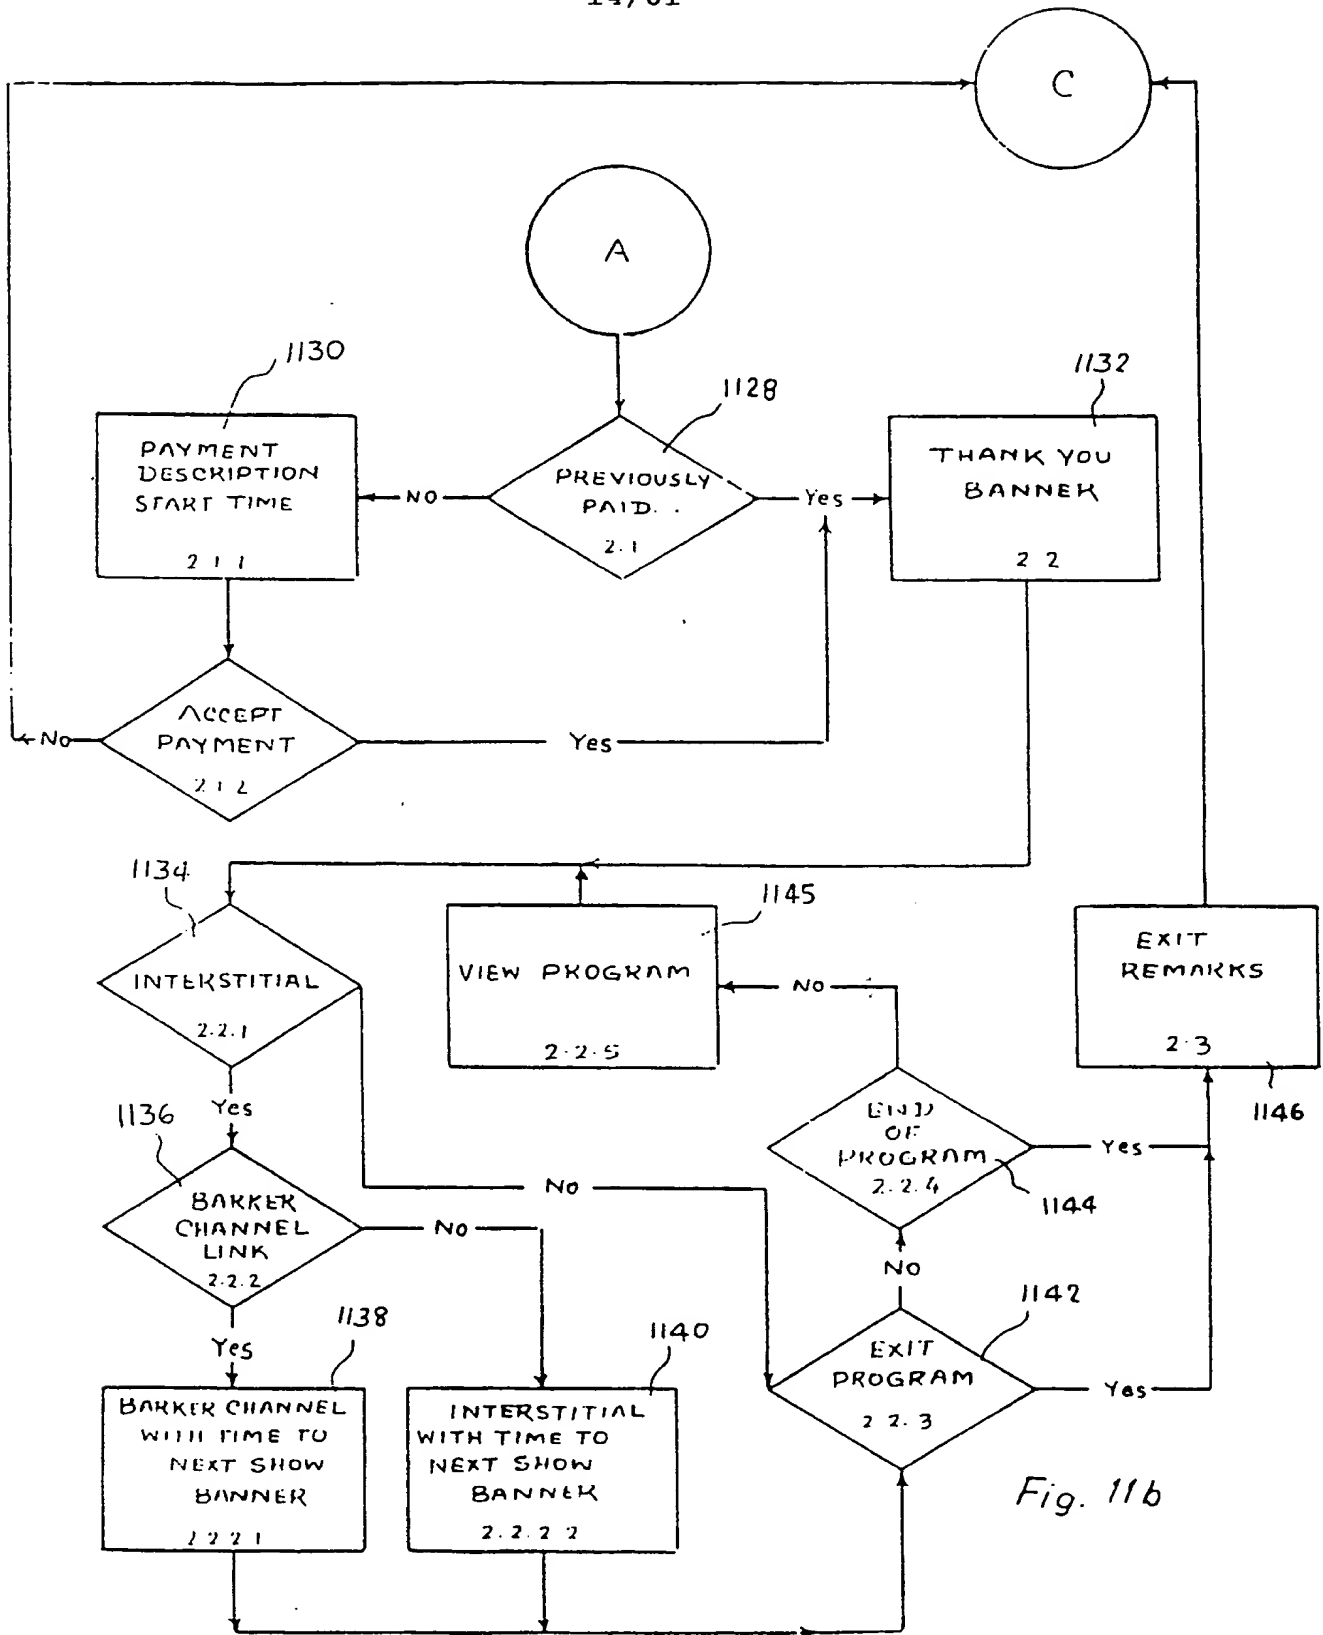 C
A
1130
1128
1132
PAYMENT
DESCRIPTION
START TIME
2 1 1
NO
PREVIOUSLY
PAID. .
2.1
Yes
THANK YOU
BANNER
2 2
ACCEPT
PAYMENT
2 1 2
No
Yes
1134
INTERSTITIAL
2.2.1
1145
VIEW PROGRAM
2.2.5
NO
EXIT
REMARKS
2.3
1146
Yes
1136
BARKER
CHANNEL
LINK
2.2.2
No
No
END
OF
PROGRAM
2.2.4
1144
Yes
No
Yes
1138
1140
1142
BARKER CHANNEL
WITH TIME TO
NEXT SHOW
BANNER
2 2 2 1
INTERSTITIAL
WITH TIME TO
NEXT SHOW
BANNER
2.2.2 2
EXIT
PROGRAM
2 2.3
Yes
Fig. 11b